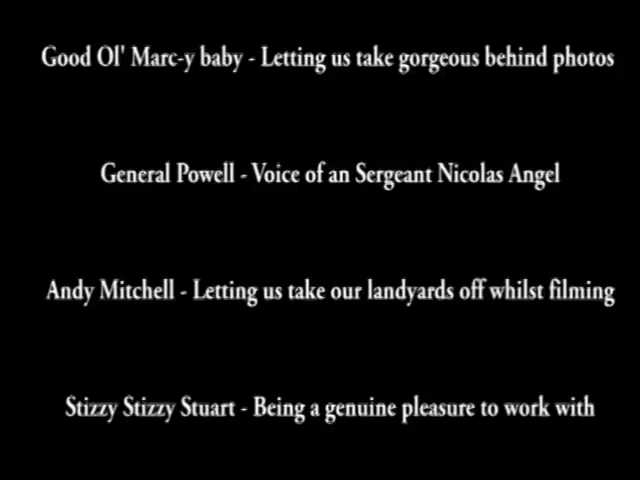 Good Ol' Marc-y baby - Letting us take gorgeous behind photos
General Powell - Voice of an Sergeant Nicolas Angel
Andy Mitchell - Letting us take our landyards off whilst filming
Stizzy Stizzy Stuart - Being a genuine pleasure to work with